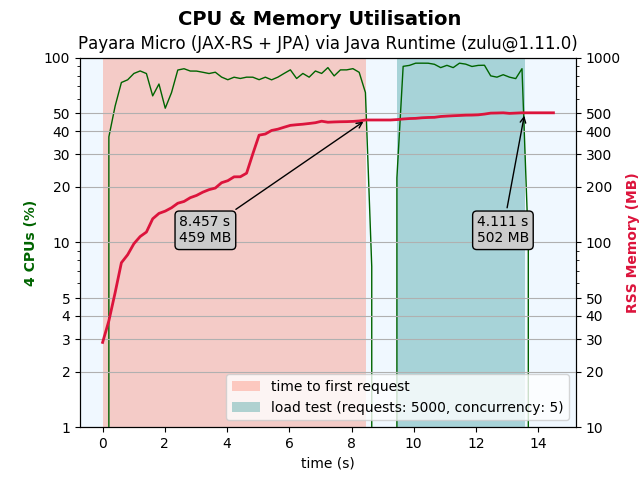 CPU & Memory Utilisation
Payara Micro (JAX-RS + JPA) via Java Runtime (zulu@1.11.0)
100
50
40
30
20
10
5
4
3
2
1
4 CPUs (%)
1000
500
400
300
200
100
50
40
30
20
10
RSS Memory (MB)
8.457 s
459 MB
4.111 s
502 MB
time to first request
load test (requests: 5000, concurrency: 5)
0 2 4 6 8 10 12 14
time (s)